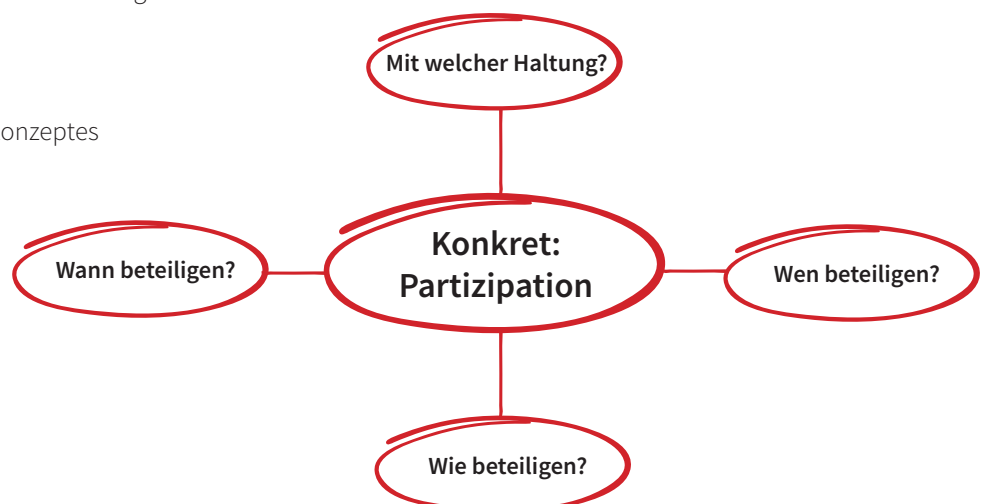 Mit welcher Haltung?
onzeptes
Konkret:
Partizipation
Wann beteiligen?
Wen beteiligen?
Wie beteiligen?